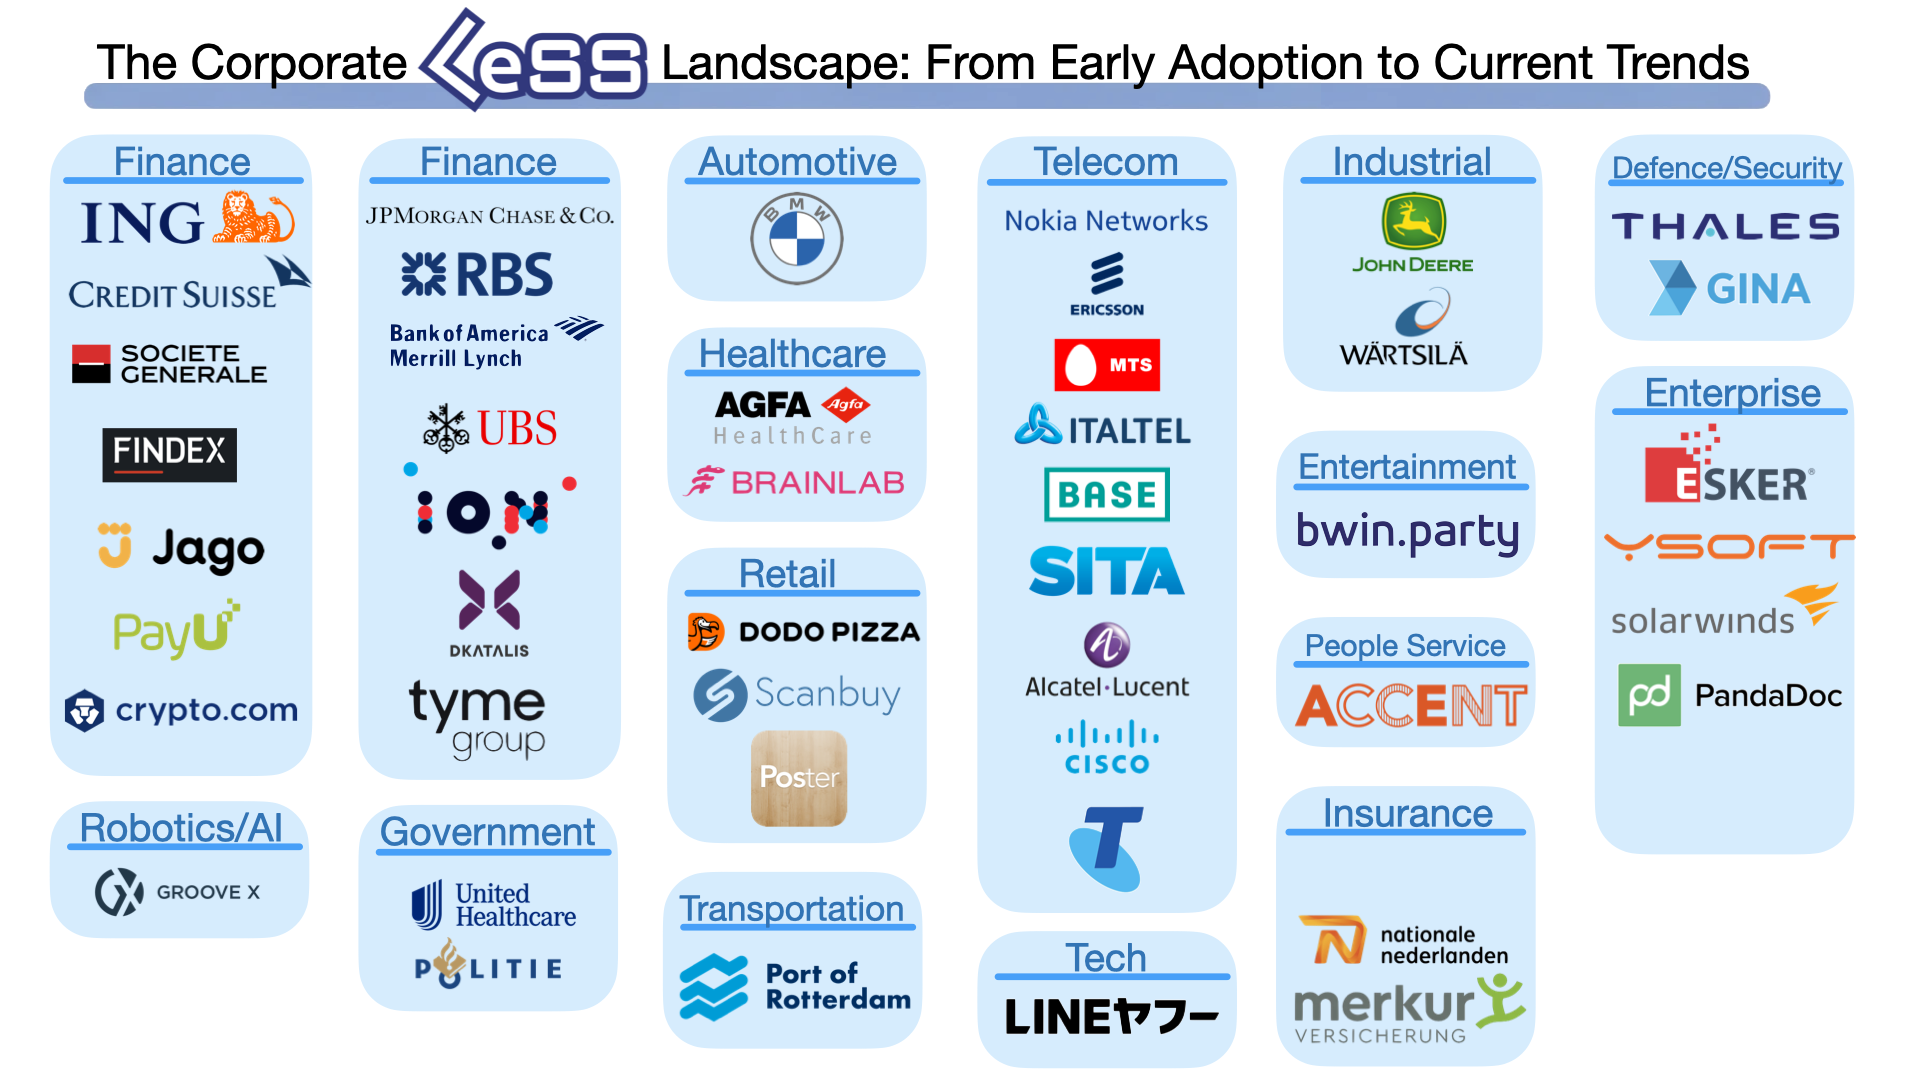 The Corporate LeSS Landscape: From Early Adoption to Current Trends
Finance
ING
CREDIT SUISSE
SOCIETE
GENERALE
FINDEX
Jago
PayU
crypto.com
Robotics/AI
GROOVE X
Finance
JPMORGAN CHASE & CO.
RBS
Bank of America
Merrill Lynch
UBS
ION
DKATALIS
tyme
group
Government
United
Healthcare
POLITIE
Automotive
BMW
Healthcare
AGFA Agfa
HealthCare
BRAINLAB
Retail
DODO PIZZA
Scanbuy
Poster
Transportation
Port of
Rotterdam
Telecom
Nokia Networks
ERICSSON
MTS
ITALTEL
BASE
SITA
Alcatel·Lucent
CISCO
T
Tech
LINEヤフー
Industrial
JOHN DEERE
WÄRTSILÄ
Entertainment
bwin.party
People Service
ACCENT
Insurance
nationale
nederlanden
merkur
VERSICHERUNG
Defence/Security
THALES
GINA
Enterprise
ESKER®
YSOFT
solarwinds
pd PandaDoc